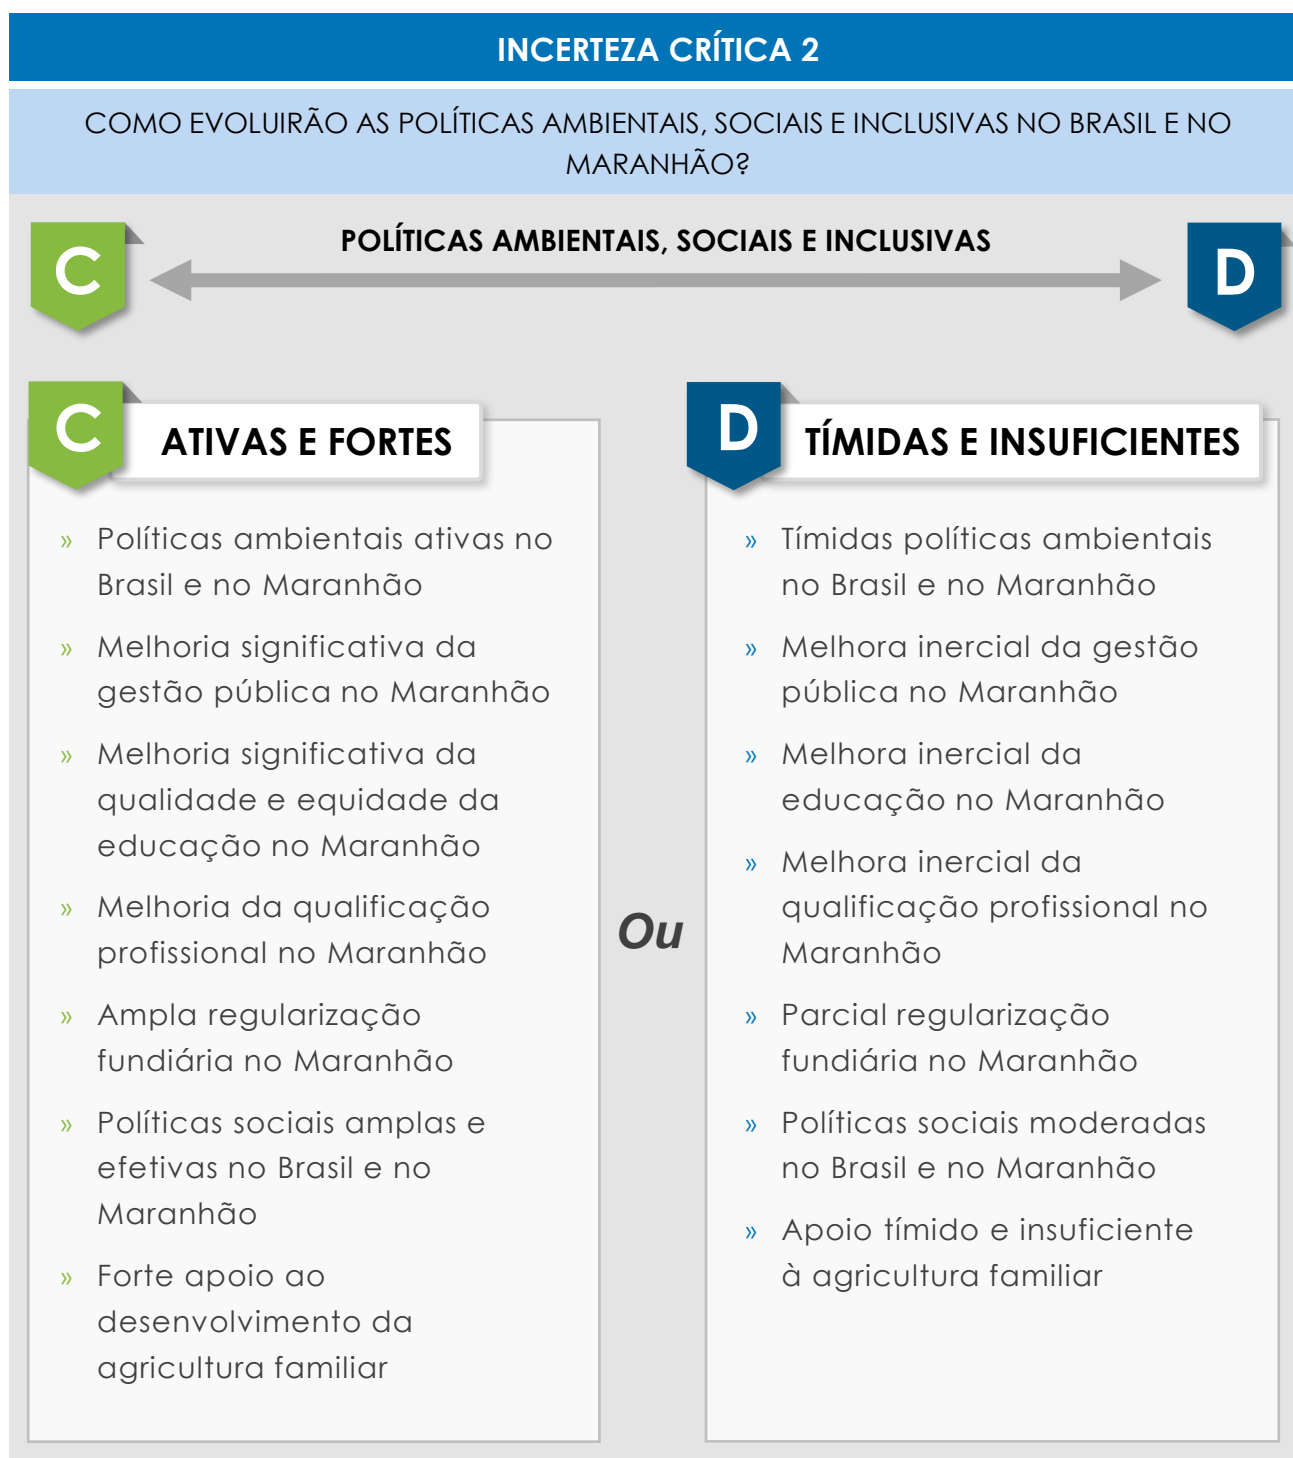 INCERTEZA CRÍTICA 2
COMO EVOLUIRÃO AS POLÍTICAS AMBIENTAIS, SOCIAIS E INCLUSIVAS NO BRASIL E NO
MARANHÃO?
C
POLÍTICAS AMBIENTAIS, SOCIAIS E INCLUSIVAS
D
C
ATIVAS E FORTES
» Políticas ambientais ativas no
Brasil e no Maranhão
» Melhoria significativa da
gestão pública no Maranhão
» Melhoria significativa da
qualidade e equidade da
educação no Maranhão
» Melhoria da qualificação
profissional no Maranhão
» Ampla regularização
fundiária no Maranhão
» Políticas sociais amplas e
efetivas no Brasil e no
Maranhão
» Forte apoio ao
desenvolvimento da
agricultura familiar
Ou
D
TÍMIDAS E INSUFICIENTES
» Tímidas políticas ambientais
no Brasil e no Maranhão
» Melhora inercial da gestão
pública no Maranhão
» Melhora inercial da
educação no Maranhão
» Melhora inercial da
qualificação profissional no
Maranhão
» Parcial regularização
fundiária no Maranhão
» Políticas sociais moderadas
no Brasil e no Maranhão
» Apoio tímido e insuficiente
à agricultura familiar